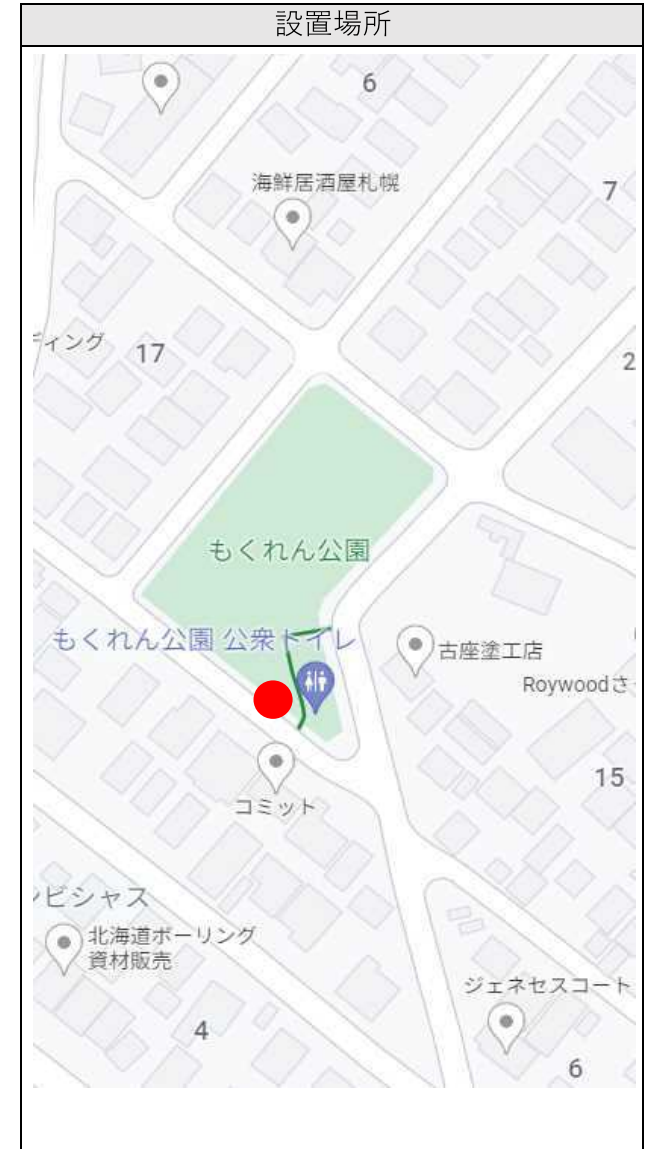 設置場所
6
海鮮居酒屋札幌
7
ィング
17
2
もくれん公園
もくれん公園 公衆トイレ
古座塗工店
Roywoodさ
コミット
15
ンビシャス
北海道ボーリング
資材販売
ジェネセスコート
4
6